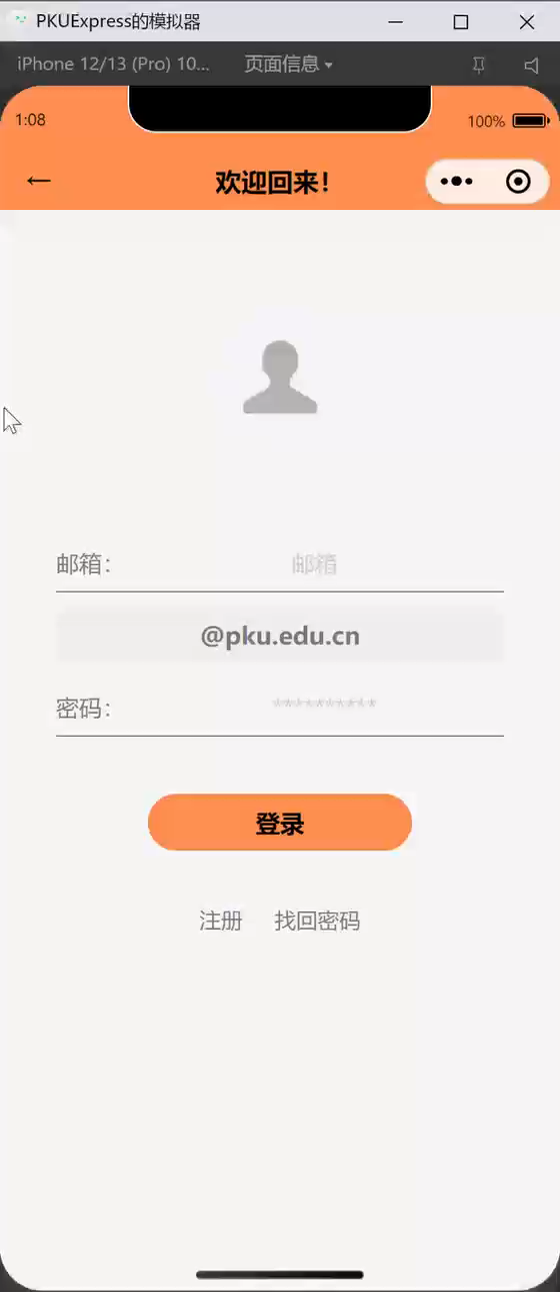 PKUExpress的模拟器
iPhone 12/13 (Pro) 10... 页面信息
1:08 100%
欢迎回来！
邮箱： 邮箱
@pku.edu.cn
密码： **********
登录
注册 找回密码